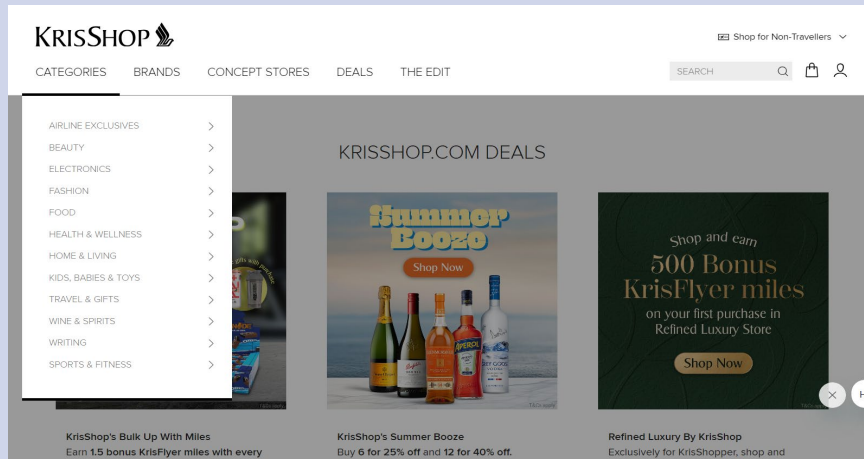 KRISSHOP
Shop for Non-Travellers
CATEGORIES BRANDS CONCEPT STORES DEALS THE EDIT
SEARCH
AIRLINE EXCLUSIVES
BEAUTY
ELECTRONICS
FASHION
FOOD
HEALTH & WELLNESS
HOME & LIVING
KIDS, BABIES & TOYS
TRAVEL & GIFTS
WINE & SPIRITS
WRITING
SPORTS & FITNESS
KRISSHOP.COM DEALS
gifts with purchase
KrisShop's Bulk Up With Miles
Earn 1.5 bonus KrisFlyer miles with every
Summer
Booze
Shop Now
APEROL
KrisShop's Summer Booze
Buy 6 for 25% off and 12 for 40% off.
Shop and earn
500 Bonus
KrisFlyer miles
on your first purchase in
Refined Luxury Store
Shop Now
Refined Luxury By KrisShop
Exclusively for KrisShopper, shop and